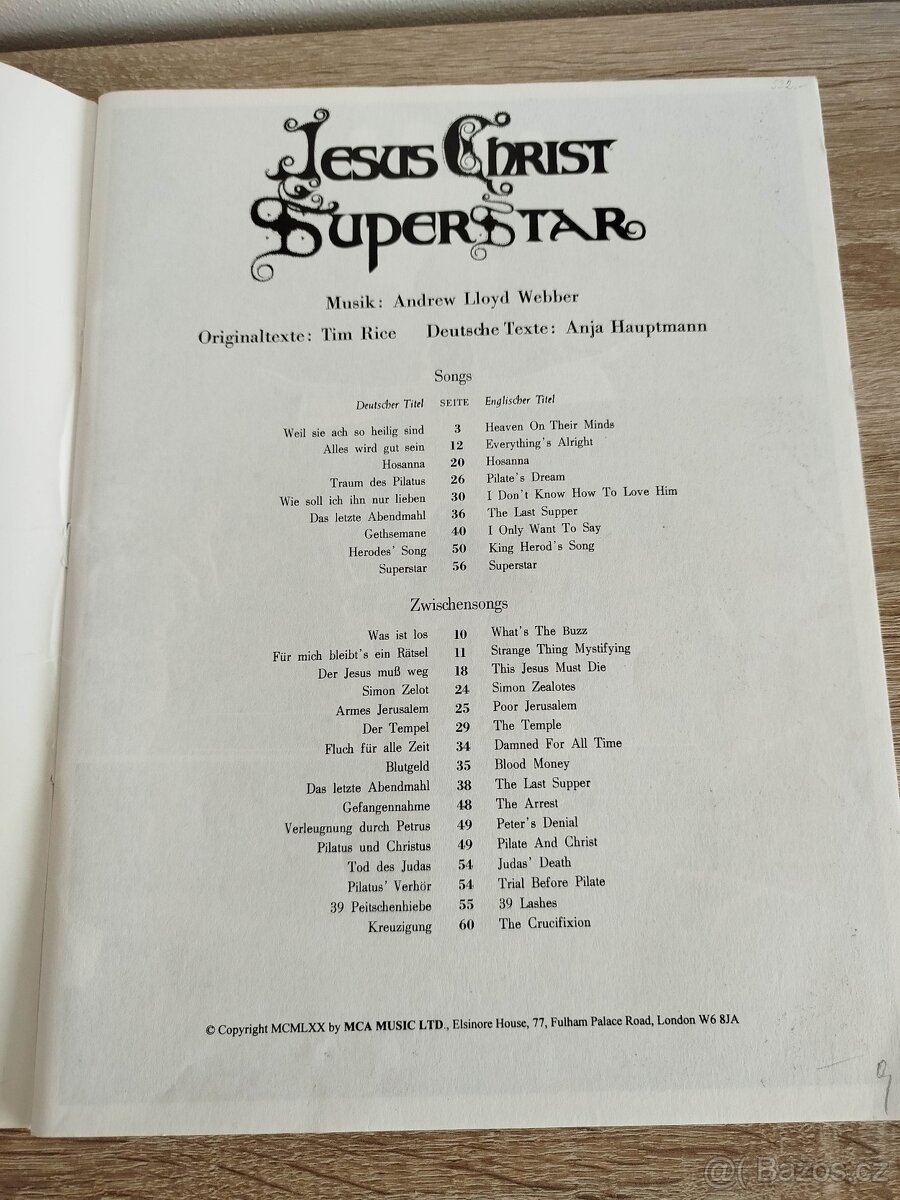 Jesus Christ
Superstar
Musik: Andrew Lloyd Webber
Originaltexte: Tim Rice Deutsche Texte: Anja Hauptmann
Songs
Deutscher Titel SEITE Englischer Titel
Weil sie ach so heilig sind 3 Heaven On Their Minds
Alles wird gut sein 12 Everything's Alright
Hosanna 20 Hosanna
Traum des Pilatus 26 Pilate's Dream
Wie soll ich ihn nur lieben 30 I Don't Know How To Love Him
Das letzte Abendmahl 36 The Last Supper
Gethsemane 40 I Only Want To Say
Herodes' Song 50 King Herod's Song
Superstar 56 Superstar
Zwischensongs
Was ist los 10 What's The Buzz
Für mich bleibt's ein Rätsel 11 Strange Thing Mystifying
Der Jesus muß weg 18 This Jesus Must Die
Simon Zelot 24 Simon Zealotes
Armes Jerusalem 25 Poor Jerusalem
Der Tempel 29 The Temple
Fluch für alle Zeit 34 Damned For All Time
Blutgeld 35 Blood Money
Das letzte Abendmahl 38 The Last Supper
Gefangennahme 48 The Arrest
Verleugnung durch Petrus 49 Peter's Denial
Pilatus und Christus 49 Pilate And Christ
Tod des Judas 54 Judas' Death
Pilatus' Verhör 54 Trial Before Pilate
39 Peitschenhiebe 55 39 Lashes
Kreuzigung 60 The Crucifixion
© Copyright MCMLXX by MCA MUSIC LTD., Elsinore House, 77, Fulham Palace Road, London W6 8JA
@( Bazos.cz